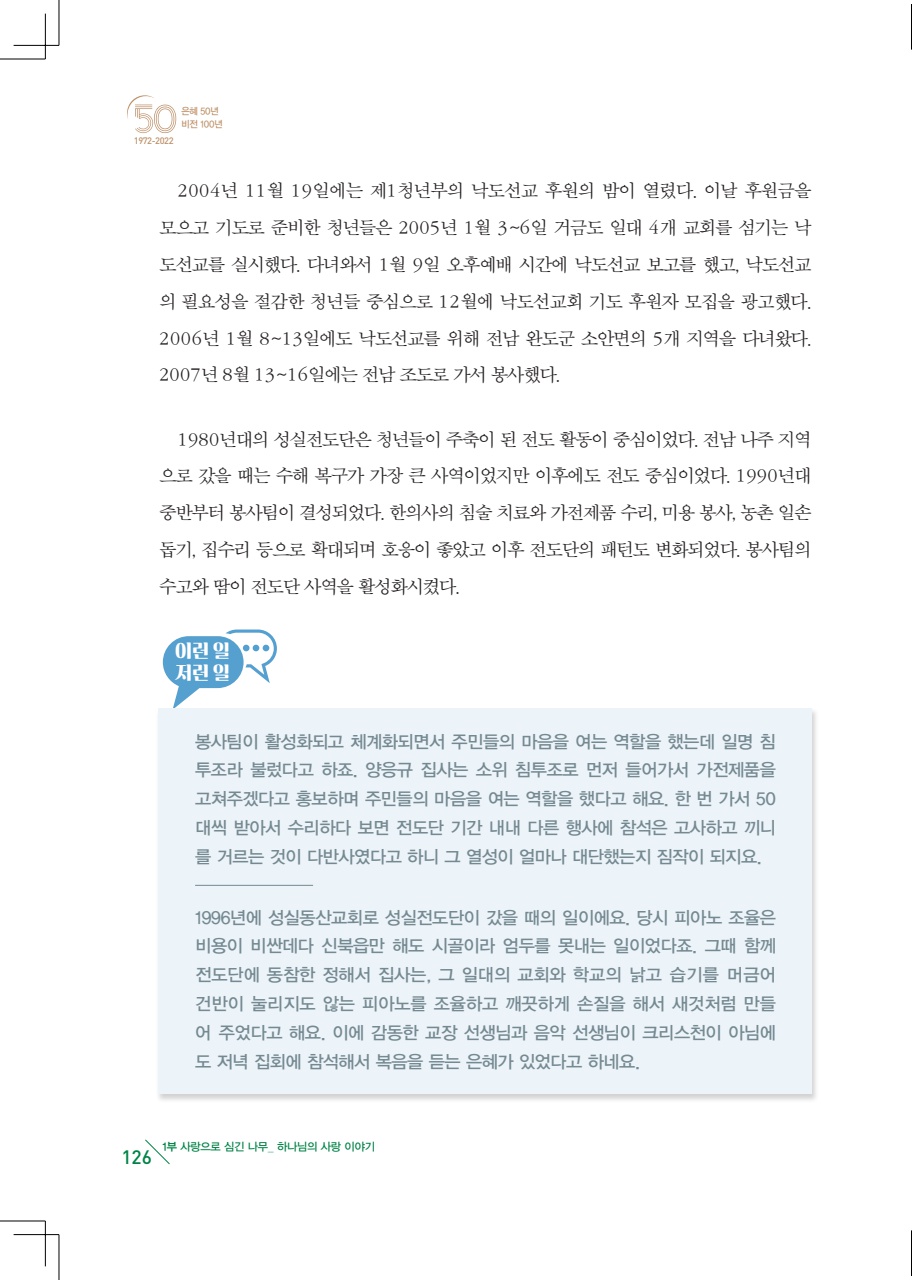 50
은혜 50년
비전 100년
1972-2022
2004년 11월 19일에는 제1청년부의 낙도선교 후원의 밤이 열렸다. 이날 후원금을
모으고 기도로 준비한 청년들은 2005년 1월 3~6일 거금도 일대 4개 교회를 섬기는 낙
도선교를 실시했다. 다녀와서 1월 9일 오후예배 시간에 낙도선교 보고를 했고, 낙도선교
의 필요성을 절감한 청년들 중심으로 12월에 낙도선교회 기도 후원자 모집을 광고했다.
2006년 1월 8~13일에도 낙도선교를 위해 전남 완도군 소안면의 5개 지역을 다녀왔다.
2007년 8월 13~16일에는 전남 조도로 가서 봉사했다.
1980년대의 성실전도단은 청년들이 주축이 된 전도 활동이 중심이었다. 전남 나주 지역
으로 갔을 때는 수해 복구가 가장 큰 사역이었지만 이후에도 전도 중심이었다. 1990년대
중반부터 봉사팀이 결성되었다. 한의사의 침술 치료와 가전제품 수리, 미용 봉사, 농촌 일손
돕기, 집수리 등으로 확대되며 호응이 좋았고 이후 전도단의 패턴도 변화되었다. 봉사팀의
수고와 땀이 전도단 사역을 활성화시켰다.
이런 일
저런 일
봉사팀이 활성화되고 체계화되면서 주민들의 마음을 여는 역할을 했는데 일명 침
투조라 불렀다고 하죠. 양응규 집사는 소위 침투조로 먼저 들어가서 가전제품을
고쳐주겠다고 홍보하며 주민들의 마음을 여는 역할을 했다고 해요. 한 번 가서 50
대씩 받아서 수리하다 보면 전도단 기간 내내 다른 행사에 참석은 고사하고 끼니
를 거르는 것이 다반사였다고 하니 그 열성이 얼마나 대단했는지 짐작이 되지요.
1996년에 성실동산교회로 성실전도단이 갔을 때의 일이에요. 당시 피아노 조율은
비용이 비싼데다 신북읍만 해도 시골이라 엄두를 못내는 일이었다죠. 그때 함께
전도단에 동참한 정해서 집사는, 그 일대의 교회와 학교의 낡고 습기를 머금어
건반이 눌리지도 않는 피아노를 조율하고 깨끗하게 손질을 해서 새것처럼 만들
어 주었다고 해요. 이에 감동한 교장 선생님과 음악 선생님이 크리스천이 아님에
도 저녁 집회에 참석해서 복음을 듣는 은혜가 있었다고 하네요.
126
1부 사랑으로 심긴 나무_ 하나님의 사랑 이야기